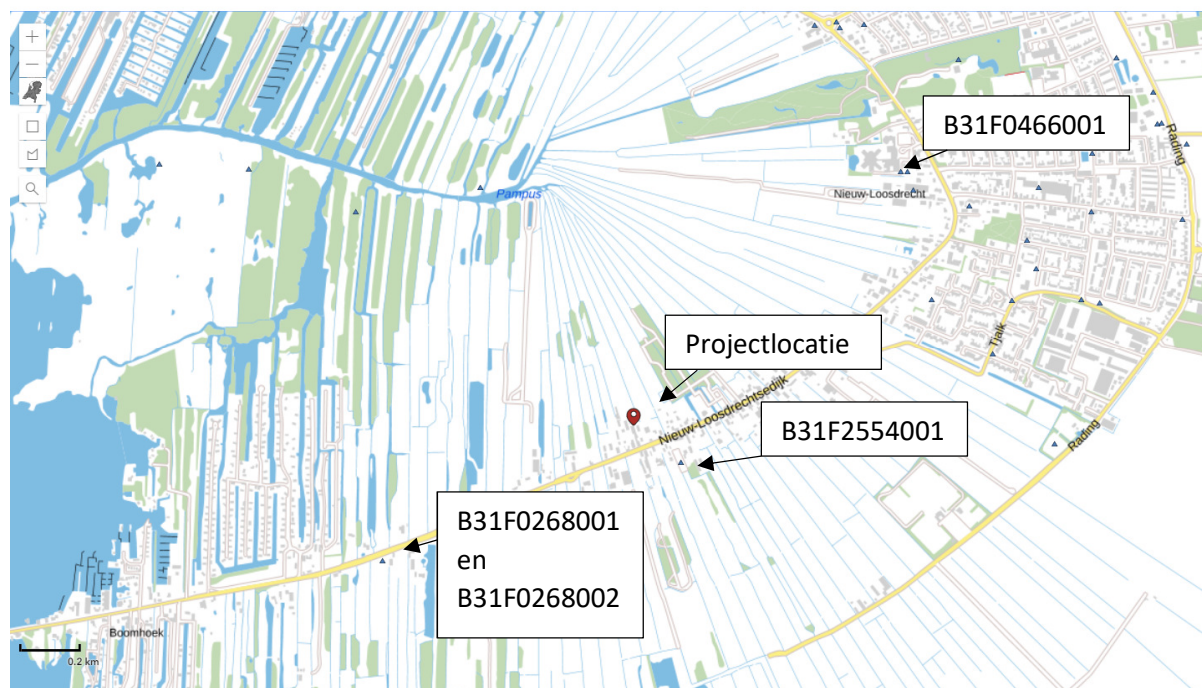 B31F0466001
Rading
Pampus
Nieuw-Loosdrecht
Projectlocatie
Tjalk
Nieuw-Loosdrechtsedijk
B31F2554001
Rading
B31F0268001
en
B31F0268002
Boomhoek
0.2 km